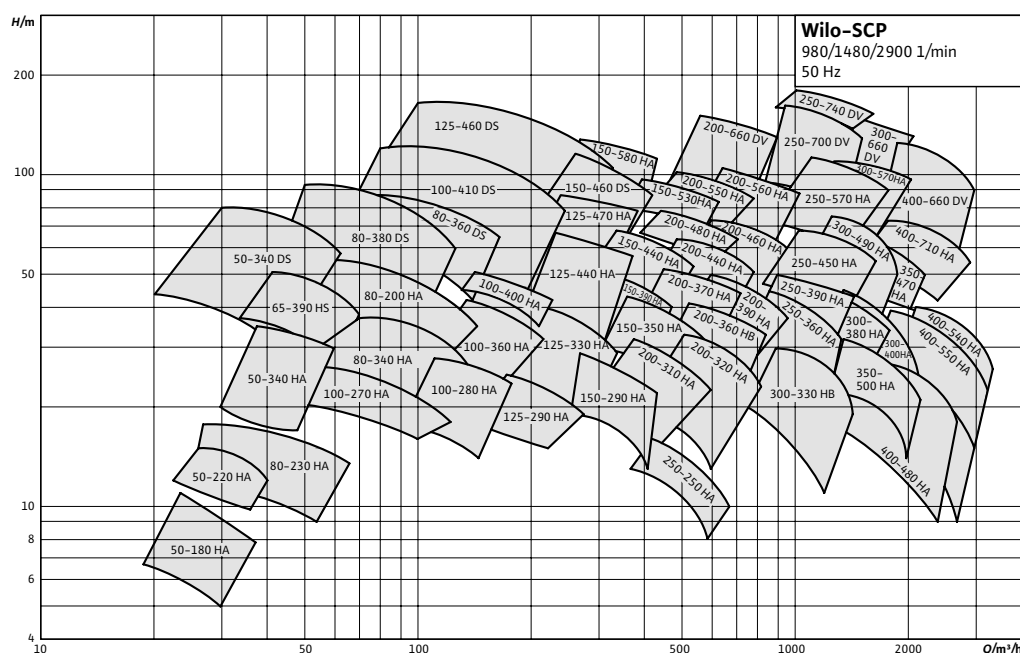 H/m
Wilo-SCP
980/1480/2900 1/min
50 Hz
200
100
50
20
10
8
6
4
10
20
50
100
200
500
1000
2000
Q/m³/h
250-740 DV
125-460 DS
200-660 DV
250-700 DV
300-
660
DV
150-580 HA
300-570HA
100-410 DS
150-460 DS
150-530HA
200-550 HA
200-560 HA
250-570 HA
400-660 DV
80-360 DS
125-470 HA
200-480 HA
200-460 HA
300-490 HA
400-710 HA
80-380 DS
50-340 DS
150-440 HA
200-440 HA
250-450 HA
350-
470
HA
125-440 HA
65-390 HS
80-200 HA
100-400 HA
150-390 HA
200-370 HA
200-
390 HA
250-390 HA
250-360 HA
300-
380 HA
400-540 HA
400-550 HA
150-350 HA
200-360 HB
300-
400HA
80-340 HA
100-360 HA
125-330 HA
200-310 HA
200-320 HA
350-
500 HA
50-340 HA
100-270 HA
100-280 HA
150-290 HA
300-330 HB
125-290 HA
400-480 HA
50-220 HA
80-230 HA
250-250 HA
50-180 HA